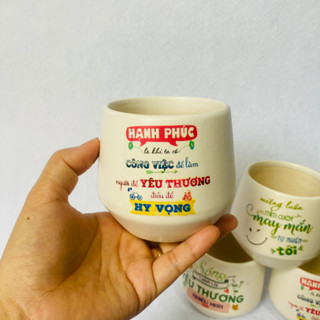 HẠNH PHÚC
là khi ta có
CÔNG VIỆC để làm
người để YÊU THƯƠNG
điều để
HY VỌNG
may mắn
tôi
Sống
YÊU THƯƠNG